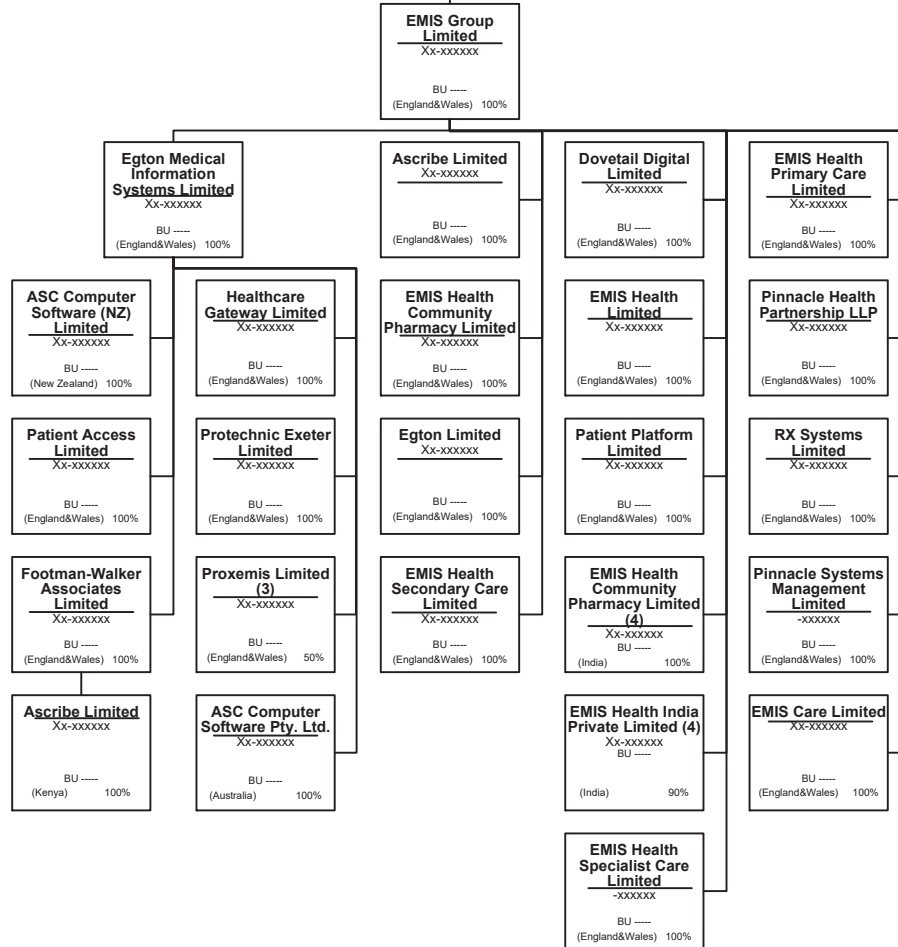 EMIS Group
Limited
Xx-xxxxxx
BU -----
(England&Wales) 100%
Egton Medical
Information
Systems Limited
Xx-xxxxxx
BU -----
(England&Wales) 100%
Ascribe Limited
Xx-xxxxxx
BU -----
(England&Wales) 100%
Dovetail Digital
Limited
Xx-xxxxxx
BU -----
(England&Wales) 100%
EMIS Health
Primary Care
Limited
Xx-xxxxxx
BU -----
(England&Wales) 100%
ASC Computer
Software (NZ)
Limited
Xx-xxxxxx
BU -----
(New Zealand) 100%
Healthcare
Gateway Limited
Xx-xxxxxx
BU -----
(England&Wales) 100%
EMIS Health
Community
Pharmacy Limited
Xx-xxxxxx
BU -----
(England&Wales) 100%
EMIS Health
Limited
Xx-xxxxxx
BU -----
(England&Wales) 100%
Pinnacle Health
Partnership LLP
Xx-xxxxxx
BU -----
(England&Wales) 100%
Patient Access
Limited
Xx-xxxxxx
BU -----
(England&Wales) 100%
Protechnic Exeter
Limited
Xx-xxxxxx
BU -----
(England&Wales) 100%
Egton Limited
Xx-xxxxxx
BU -----
(England&Wales) 100%
Patient Platform
Limited
Xx-xxxxxx
BU -----
(England&Wales) 100%
RX Systems
Limited
Xx-xxxxxx
BU -----
(England&Wales) 100%
Footman-Walker
Associates
Limited
Xx-xxxxxx
BU -----
(England&Wales) 100%
Proxemis Limited
(3)
Xx-xxxxxx
BU -----
(England&Wales) 50%
EMIS Health
Secondary Care
Limited
Xx-xxxxxx
BU -----
(England&Wales) 100%
EMIS Health
Community
Pharmacy Limited
(4)
Xx-xxxxxx
BU -----
(India) 100%
Pinnacle Systems
Management
Limited
-xxxxxx
BU -----
(England&Wales) 100%
Ascribe Limited
Xx-xxxxxx
BU -----
(Kenya) 100%
ASC Computer
Software Pty. Ltd.
Xx-xxxxxx
BU -----
(Australia) 100%
EMIS Health India
Private Limited (4)
Xx-xxxxxx
BU -----
(India) 90%
EMIS Care Limited
Xx-xxxxxx
BU -----
(England&Wales) 100%
EMIS Health
Specialist Care
Limited
-xxxxxx
BU -----
(England&Wales) 100%